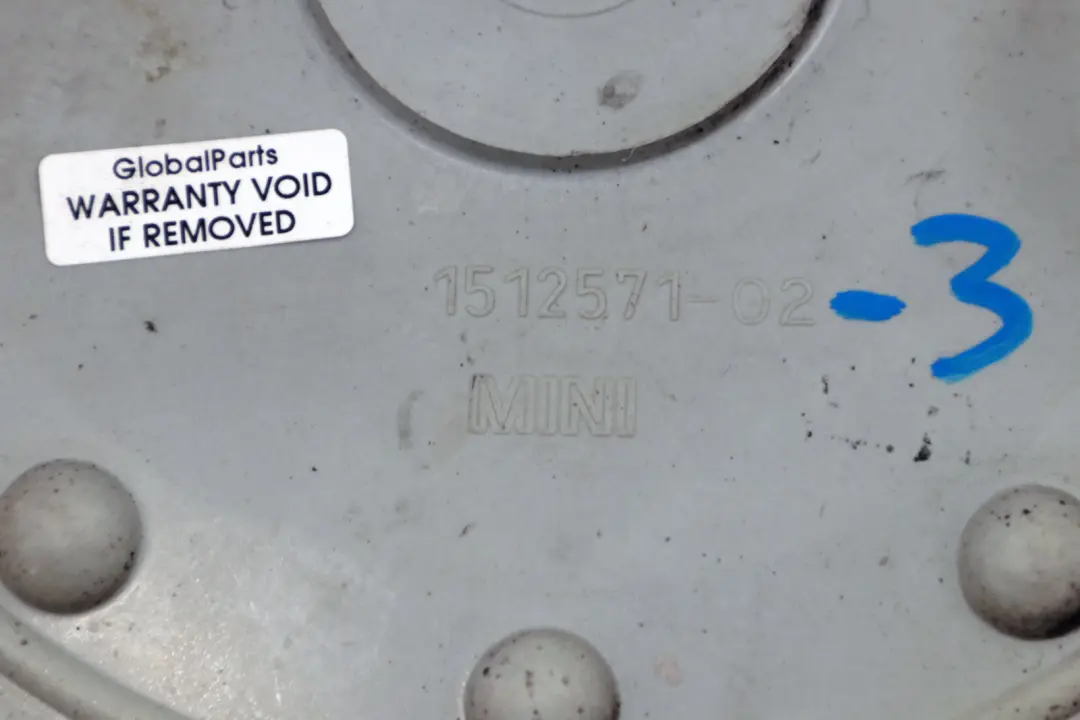 GlobalParts
WARRANTY VOID
IF REMOVED
1512571-02-3
MINI